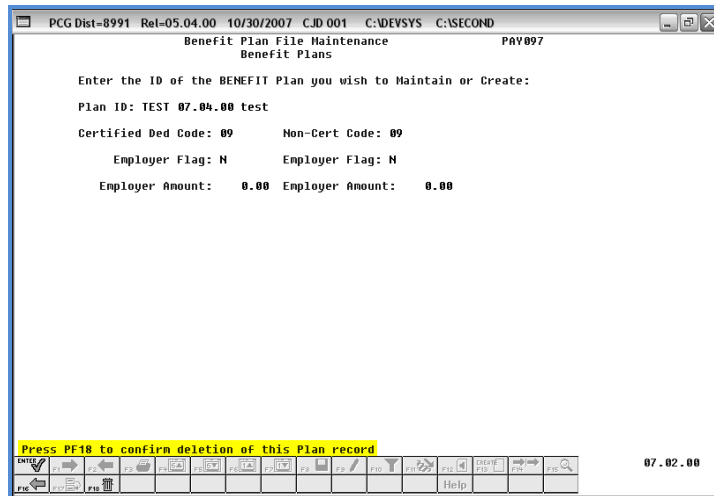 PCG Dist=8991 Rel=05.04.00 10/30/2007 CJD 001 C:\DEVSYS C:\SECOND
Benefit Plan File Maintenance PAY097
Benefit Plans
Enter the ID of the BENEFIT Plan you wish to Maintain or Create:
Plan ID: TEST 07.04.00 test
Certified Ded Code: 09 Non-Cert Code: 09
Employer Flag: N Employer Flag: N
Employer Amount: 0.00 Employer Amount: 0.00
Press PF18 to confirm deletion of this Plan record
ENTER F1 F2 F3 F4 F5 F6 F7 F8 F9 F10 F11 F12 CREATE F13 F14 F15 07.02.00
F16 F17 F18 Help